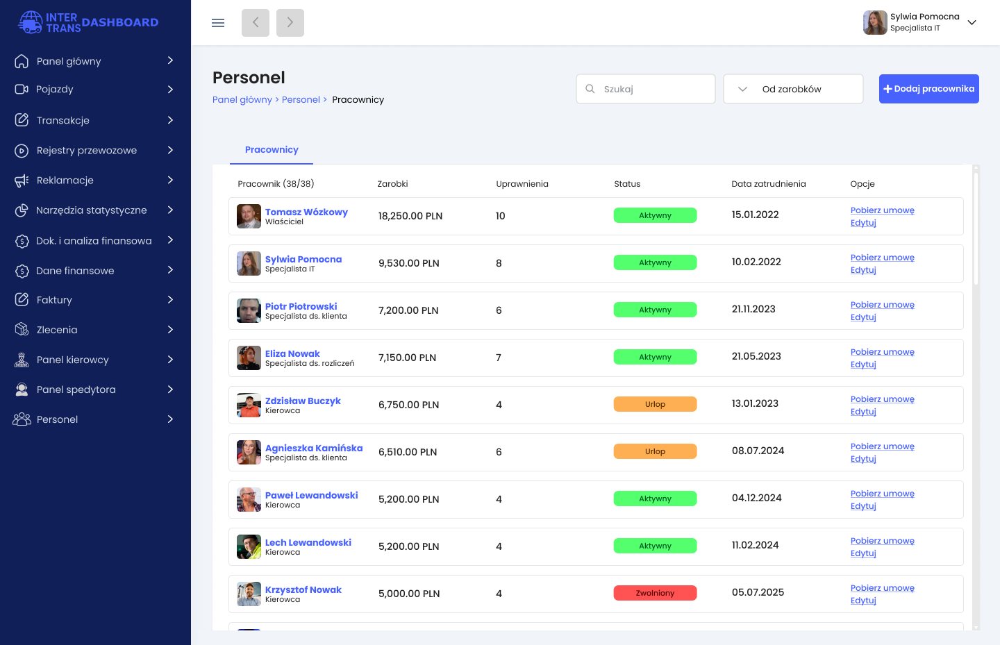 INTER
TRANS DASHBOARD
Panel główny
Pojazdy
Transakcje
Rejestry przewozowe
Reklamacje
Narzędzia statystyczne
Dok. i analiza finansowa
Dane finansowe
Faktury
Zlecenia
Panel kierowcy
Panel spedytora
Personel
Sylwia Pomocna
Specjalista IT
Personel
Panel główny > Personel > Pracownicy
Szukaj
Od zarobków
+ Dodaj pracownika
Pracownicy
Pracownik (38/38) Zarobki Uprawnienia Status Data zatrudnienia Opcje
Tomasz Wózkowy 18,250.00 PLN 10 Aktywny 15.01.2022 Pobierz umowę
Właściciel Edytuj
Sylwia Pomocna 9,530.00 PLN 8 Aktywny 10.02.2022 Pobierz umowę
Specjalista IT Edytuj
Piotr Piotrowski 7,200.00 PLN 6 Aktywny 21.11.2023 Pobierz umowę
Specjalista ds. klienta Edytuj
Eliza Nowak 7,150.00 PLN 7 Aktywny 21.05.2023 Pobierz umowę
Specjalista ds. rozliczeń Edytuj
Zdzisław Buczyk 6,750.00 PLN 4 Urlop 13.01.2023 Pobierz umowę
Kierowca Edytuj
Agnieszka Kamińska 6,510.00 PLN 6 Urlop 08.07.2024 Pobierz umowę
Specjalista ds. klienta Edytuj
Paweł Lewandowski 5,200.00 PLN 4 Aktywny 04.12.2024 Pobierz umowę
Kierowca Edytuj
Lech Lewandowski 5,200.00 PLN 4 Aktywny 11.02.2024 Pobierz umowę
Kierowca Edytuj
Krzysztof Nowak 5,000.00 PLN 4 Zwolniony 05.07.2025 Pobierz umowę
Kierowca Edytuj